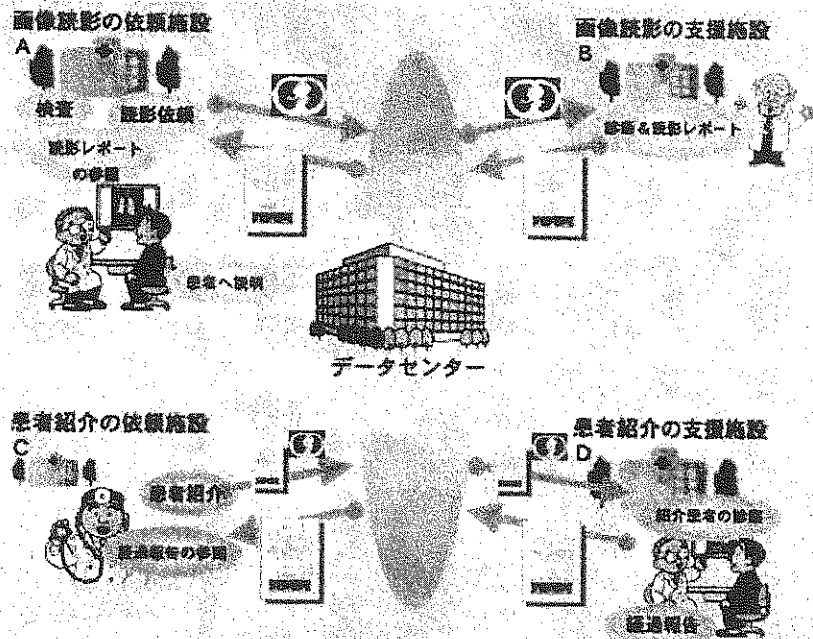 画像読影の依頼施設
A
検査
読影依頼
読影レポート
の参照
患者へ説明
画像読影の支援施設
B
診断&読影レポート
データセンター
患者紹介の依頼施設
C
患者紹介
経過報告の参照
患者紹介の支援施設
D
紹介患者の診断
経過報告